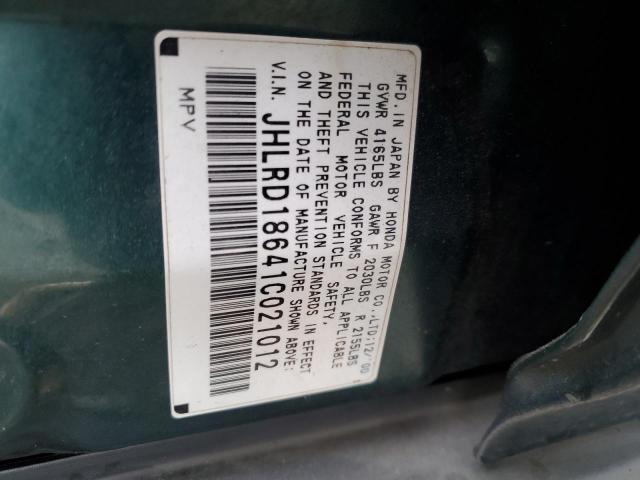 MFD. IN JAPAN BY HONDA MOTOR CO.,LTD:12/'00
GVWR 4165LBS GAWR F 2030LBS R 2155LBS
THIS VEHICLE CONFORMS TO ALL APPLICABLE
FEDERAL MOTOR VEHICLE SAFETY,
AND THEFT PREVENTION STANDARDS IN EFFECT
ON THE DATE OF MANUFACTURE SHOWN ABOVE:
V.I.N. JHLRD18641C021012
MPV